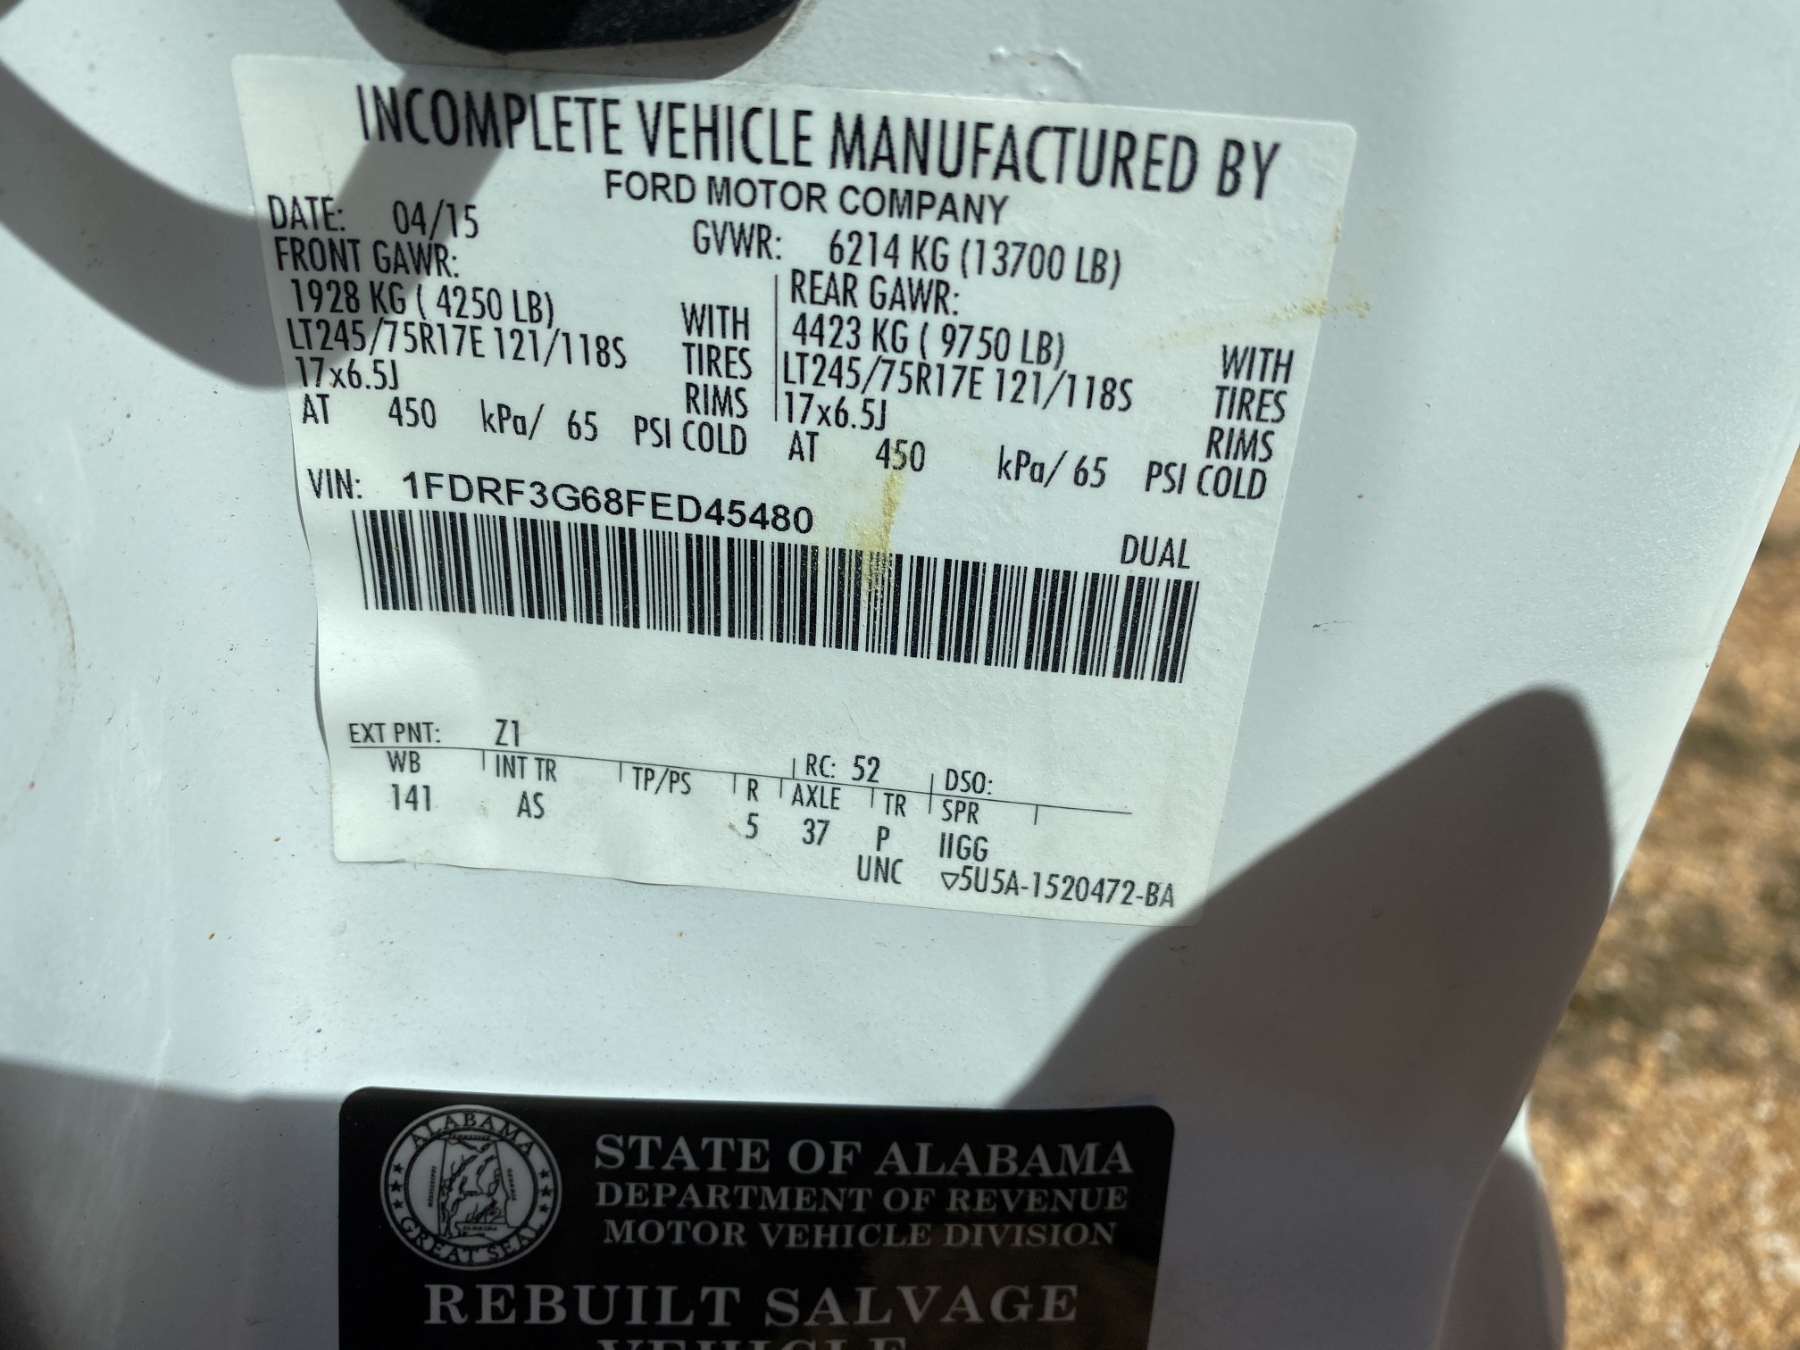 INCOMPLETE VEHICLE MANUFACTURED BY
FORD MOTOR COMPANY
DATE: 04/15 GVWR: 6214 KG (13700 LB)
FRONT GAWR: REAR GAWR:
1928 KG ( 4250 LB) WITH 4423 KG ( 9750 LB) WITH
LT245/75R17E 121/118S TIRES LT245/75R17E 121/118S TIRES
17x6.5J RIMS 17x6.5J RIMS
AT 450 kPa/ 65 PSI COLD AT 450 kPa/ 65 PSI COLD
VIN: 1FDRF3G68FED45480
DUAL
EXT PNT: Z1 RC: 52 DSO:
WB INT TR TP/PS R AXLE TR SPR
141 AS 5 37 P IIGG
UNC ▽5U5A-1520472-BA
ALABAMA
GREAT SEAL
STATE OF ALABAMA
DEPARTMENT OF REVENUE
MOTOR VEHICLE DIVISION
REBUILT SALVAGE
VEHICLE